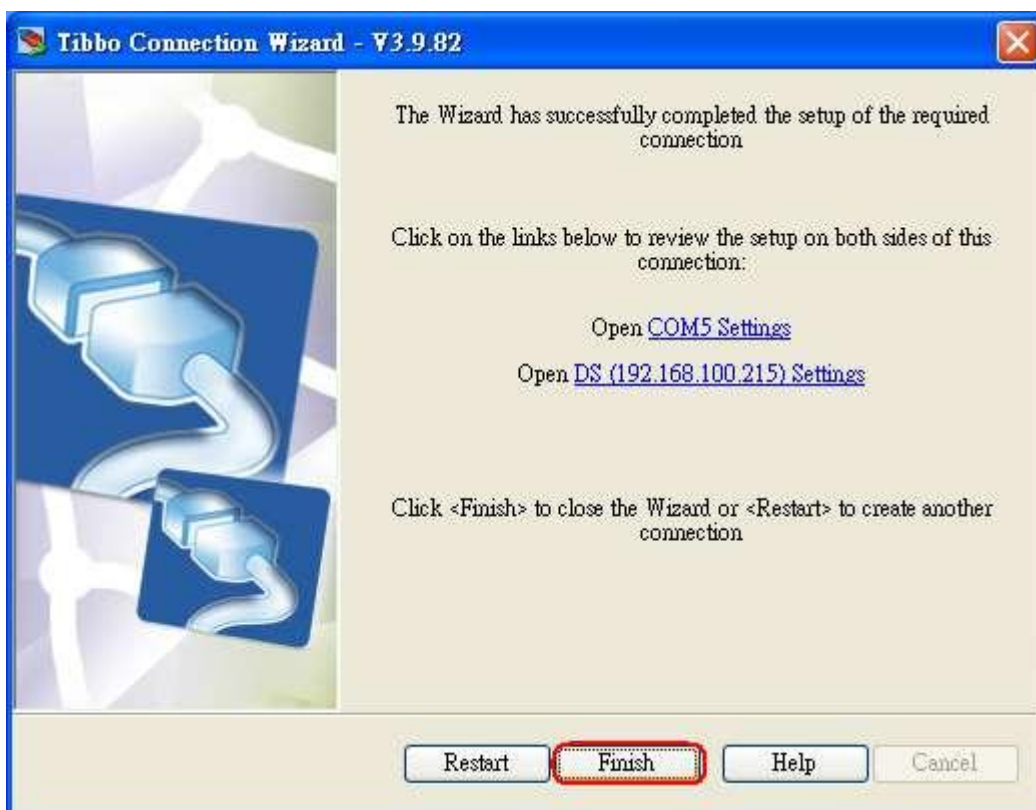 Tibbo Connection Wizard - V3.9.82
The Wizard has successfully completed the setup of the required
connection
Click on the links below to review the setup on both sides of this
connection:
Open COM5 Settings
Open DS (192.168.100.215) Settings
Click <Finish> to close the Wizard or <Restart> to create another
connection
Restart Finish Help Cancel